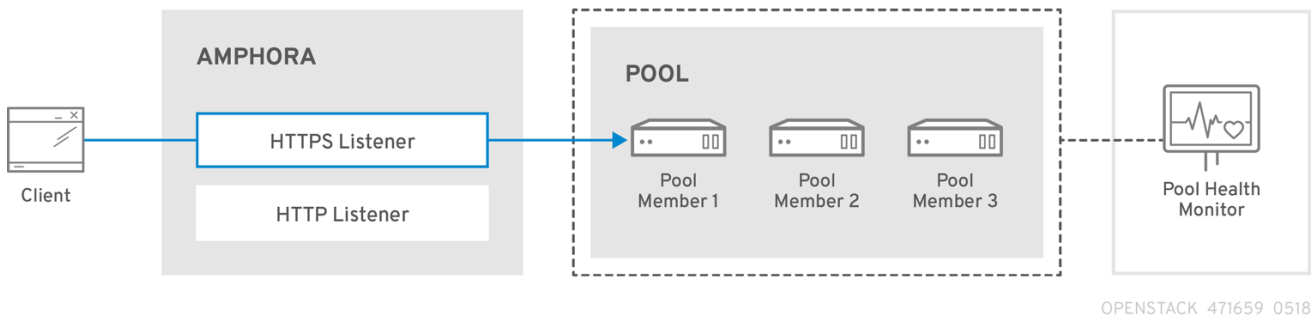 AMPHORA
HTTPS Listener
HTTP Listener
Client
POOL
Pool
Member 1
Pool
Member 2
Pool
Member 3
Pool Health
Monitor
OPENSTACK 471659 0518